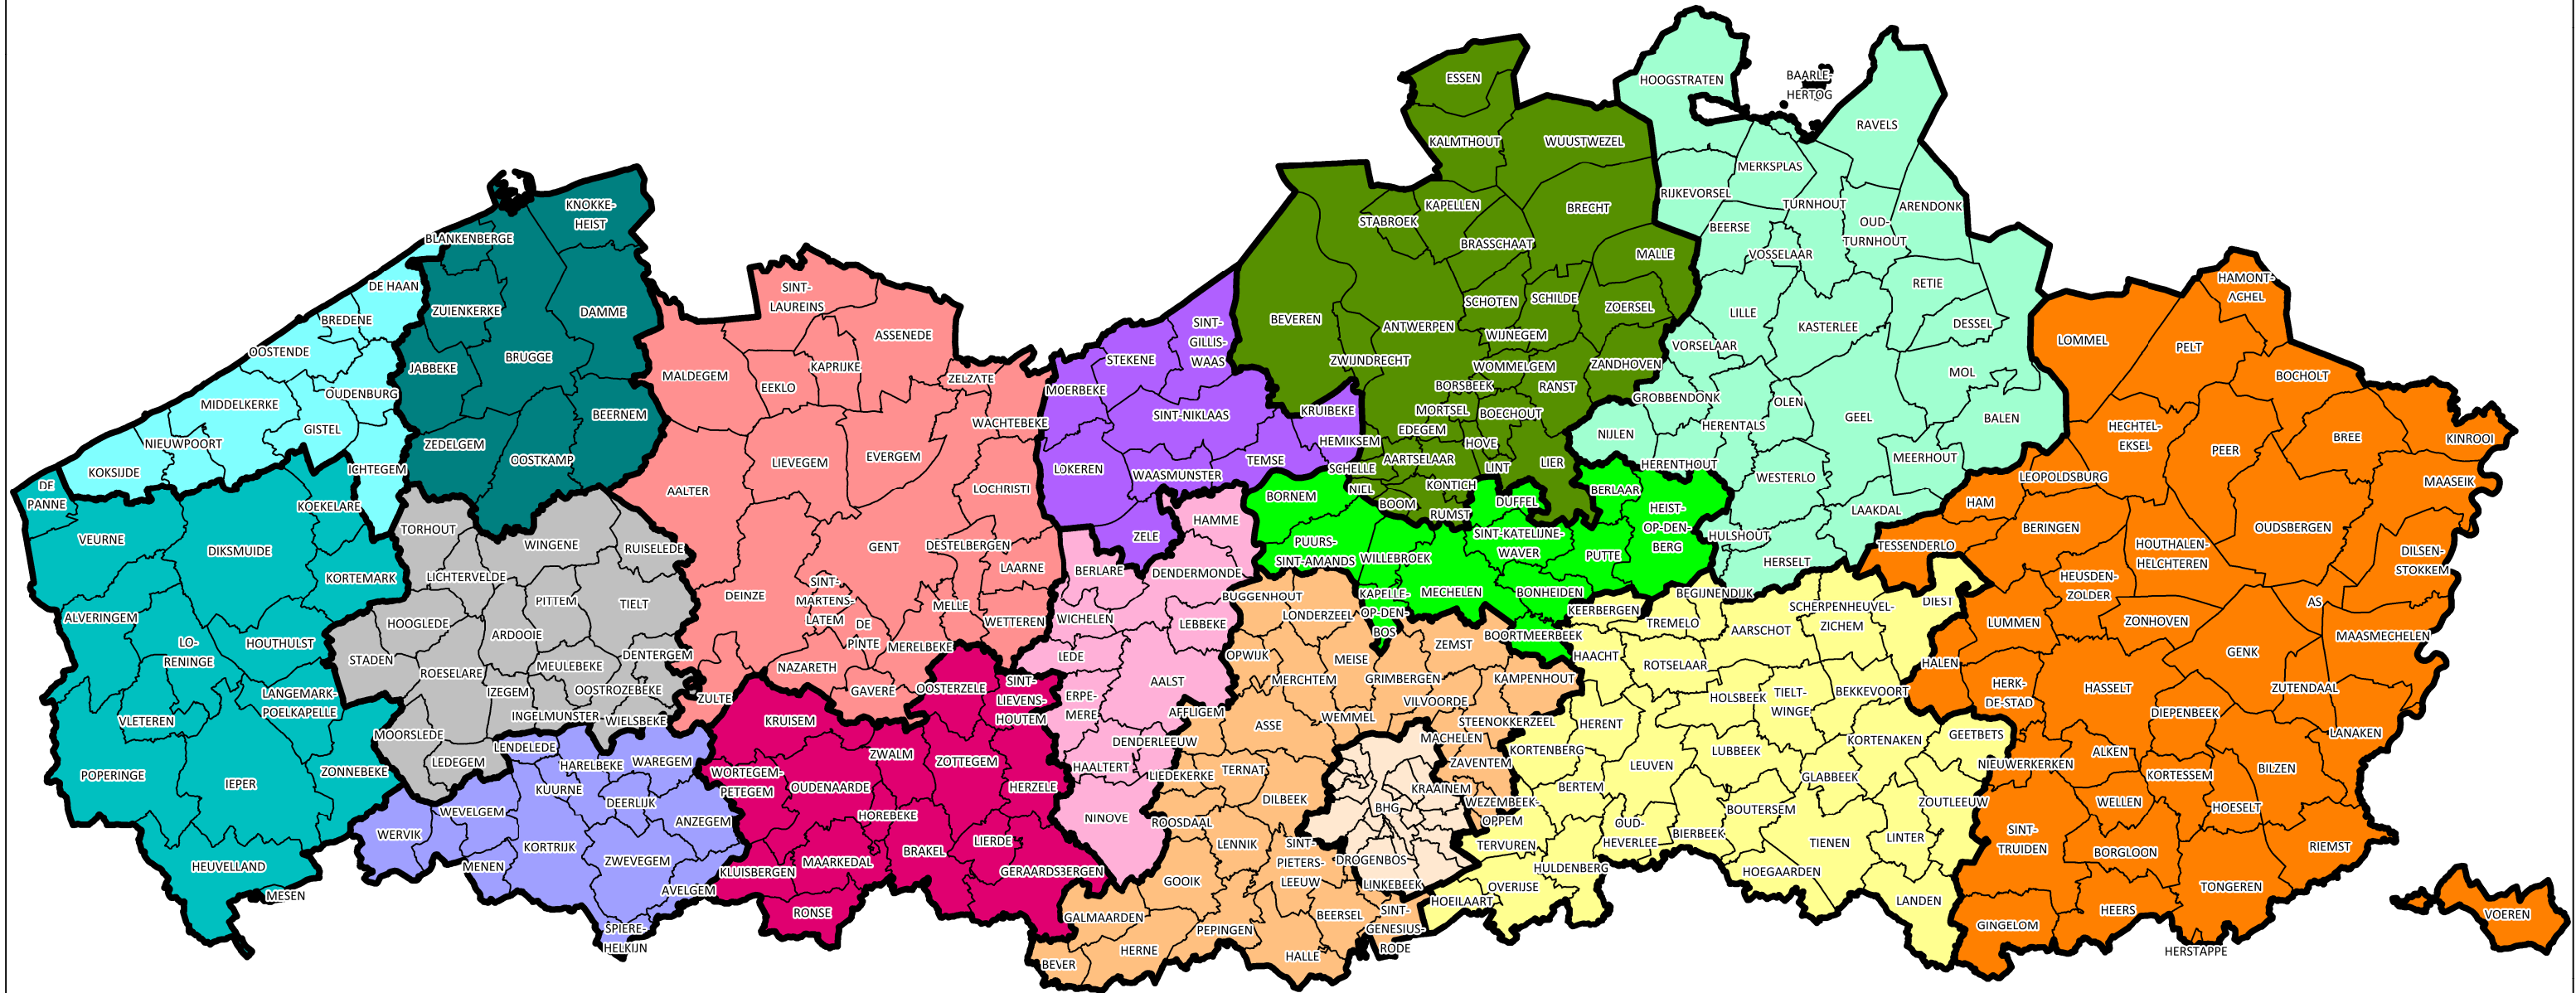 ESSEN
KALMTHOUT
WUUSTWEZEL
HOOGSTRATEN
BAARLE-
HERTOG
RAVELS
MERKSPLAS
RIJKEVORSEL
TURNHOUT
ARENDONK
OUD-
TURNHOUT
BEERSE
VOSSELAAR
KAPELLEN
STABROEK
BRECHT
BRASSCHAAT
MALLE
RETIE
LILLE
KASTERLEE
DESSEL
SCHOTEN
SCHILDE
ZOERSEL
BEVEREN
ANTWERPEN
WIJNEGEM
VORSELAAR
ZWIJNDRECHT
WOMMELGEM
ZANDHOVEN
BORSBEEK
RANST
MOL
GROBBENDONK
OLEN
MORTSEL
BOECHOUT
GEEL
BALEN
HERENTALS
EDEGEM
NIJLEN
HOVE
AARTSELAAR
LINT
LIER
HERENTHOUT
MEERHOUT
WESTERLO
HEMIKSEM
SCHELLE
NIEL
KONTICH
BOOM
RUMST
LAAKDAL
HULSHOUT
HERSELT
KNOKKE-
HEIST
BLANKENBERGE
DE HAAN
ZUIENKERKE
DAMME
BREDENE
OOSTENDE
BRUGGE
JABBEKE
OUDENBURG
MIDDELKERKE
BEERNEM
GISTEL
NIEUWPOORT
ZEDELGEM
OOSTKAMP
KOKSIJDE
ICHTEGEM
DE
PANNE
KOEKELARE
VEURNE
DIKSMUIDE
KORTEMARK
ALVERINGEM
LO-
RENINGE
HOUTHULST
LANGEMARK-
POELKAPELLE
VLETEREN
POPERINGE
IEPER
ZONNEBEKE
HEUVELLAND
MESEN
TORHOUT
WINGENE
RUISELEDE
LICHTERVELDE
PITTEM
TIELT
HOOGLEDE
ARDOOIE
STADEN
ROESELARE
MEULEBEKE
DENTERGEM
IZEGEM
OOSTROZEBEKE
INGELMUNSTER
WIELSBEKE
MOORSLEDE
LEDEGEM
LENDELEDE
HARELBEKE
WAREGEM
KUURNE
DEERLIJK
WEVELGEM
WERVIK
ANZEGEM
KORTRIJK
ZWEVEGEM
MENEN
AVELGEM
SPIERE-
HELKIJN
SINT-
LAUREINS
ASSENEDE
KAPRIJKE
MALDEGEM
EEKLO
ZELZATE
WACHTEBEKE
LIEVEGEM
EVERGEM
AALTER
LOCHRISTI
GENT
DESTELBERGEN
LAARNE
SINT-
MARTENS-
LATEM
DEINZE
MELLE
DE
PINTE
WETTEREN
MERELBEKE
NAZARETH
GAVERE
ZULTE
SINT-
GILLIS-
WAAS
STEKENE
MOERBEKE
SINT-NIKLAAS
KRUIBEKE
LOKEREN
WAASMUNSTER
TEMSE
ZELE
HAMME
BERLARE
DENDERMONDE
WICHELEN
LEBBEKE
LEDE
AALST
ERPE-
MERE
AFFLIGEM
DENDERLEEUW
HAALTERT
NINOVE
OOSTERZELE
SINT-
LIEVENS-
HOUTEM
KRUISEM
ZWALM
ZOTTEGEM
WORTEGEM-
PETEGEM
OUDENAARDE
HERZELE
HOREBEKE
LIERDE
BRAKEL
MAARKEDAL
KLUISBERGEN
GERAARDSBERGEN
RONSE
BORNEM
PUURS-
SINT-AMANDS
WILLEBROEK
DUFFEL
BERLAAR
HEIST-
OP-DEN-
BERG
SINT-KATELIJNE-
WAVER
PUTTE
MECHELEN
BONHEIDEN
KAPELLE-
OP-DEN-
BOS
BOORTMEERBEEK
BUGGENHOUT
LONDERZEEL
ZEMST
OPWIJK
MEISE
MERCHTEM
GRIMBERGEN
KAMPENHOUT
VILVOORDE
WEMMEL
ASSE
STEENOKKERZEEL
MACHELEN
ZAVENTEM
LIEDEKERKE
TERNAT
DILBEEK
KRAAINEM
WEZEMBEEK-
OPPEM
BHG
ROOSDAAL
LENNIK
SINT-
PIETERS-
LEEUW
DROGENBOS
LINKEBEEK
GOOIK
GALMAARDEN
BEERSEL
SINT-
GENESIUS-
RODE
PEPINGEN
HERNE
HALLE
BEVER
KEERBERGEN
BEGIJNENDIJK
TREMELO
SCHERPENHEUVEL-
ZICHEM
DIEST
AARSCHOT
HAACHT
ROTSELAAR
HOLSBEEK
TIELT-
WINGE
BEKKEVOORT
HERENT
KORTENBERG
LUBBEEK
KORTENAKEN
GEETBETS
LEUVEN
GLABBEEK
BERTEM
BOUTERSEM
ZOUTLEEUW
OUD-
HEVERLEE
BIERBEEK
LINTER
TERVUREN
TIENEN
HULDENBERG
HOEGAARDEN
OVERIJSE
HOEILAART
LANDEN
HAMONT-
ACHEL
LOMMEL
PELT
BOCHOLT
HECHTEL-
EKSEL
PEER
BREE
KINROOI
LEOPOLDSBURG
MAASEIK
HAM
BERINGEN
OUDSBERGEN
TESSENDERLO
HOUTHALEN-
HELCHTEREN
DILSEN-
STOKKEM
HEUSDEN-
ZOLDER
AS
LUMMEN
ZONHOVEN
MAASMECHELEN
GENK
HALEN
HERK-
DE-STAD
HASSELT
ZUTENDAAL
DIEPENBEEK
LANAKEN
ALKEN
NIEUWERKERKEN
KORTESSEM
BILZEN
WELLEN
HOESELT
SINT-
TRUIDEN
BORGLOON
RIEMST
TONGEREN
HEERS
GINGELOM
HERSTAPPE
VOEREN